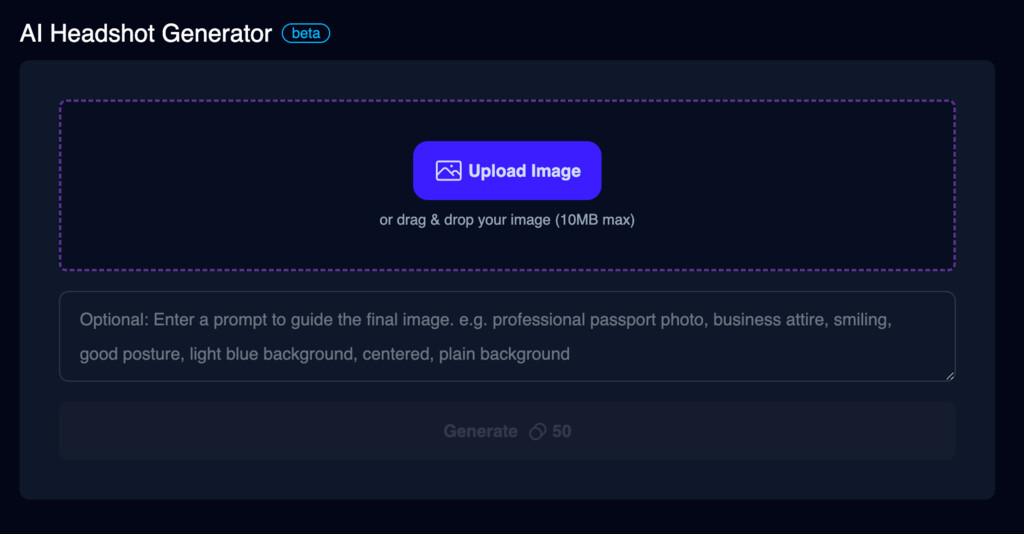 AI Headshot Generator beta
Upload Image
or drag & drop your image (10MB max)
Optional: Enter a prompt to guide the final image. e.g. professional passport photo, business attire, smiling,
good posture, light blue background, centered, plain background
Generate 50